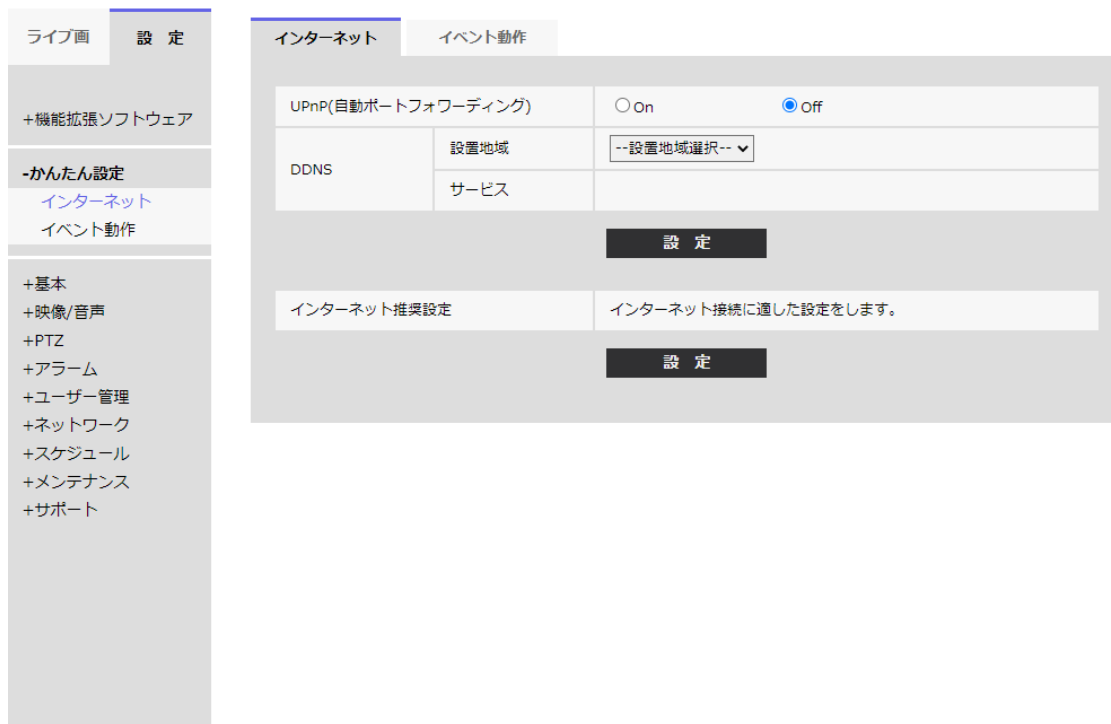 ライブ画
設 定
+機能拡張ソフトウェア
-かんたん設定
インターネット
イベント動作
+基本
+映像/音声
+PTZ
+アラーム
+ユーザー管理
+ネットワーク
+スケジュール
+メンテナンス
+サポート
インターネット
イベント動作
UPnP(自動ポートフォワーディング)
On
Off
DDNS
設置地域
--設置地域選択--
サービス
設 定
インターネット推奨設定
インターネット接続に適した設定をします。
設 定